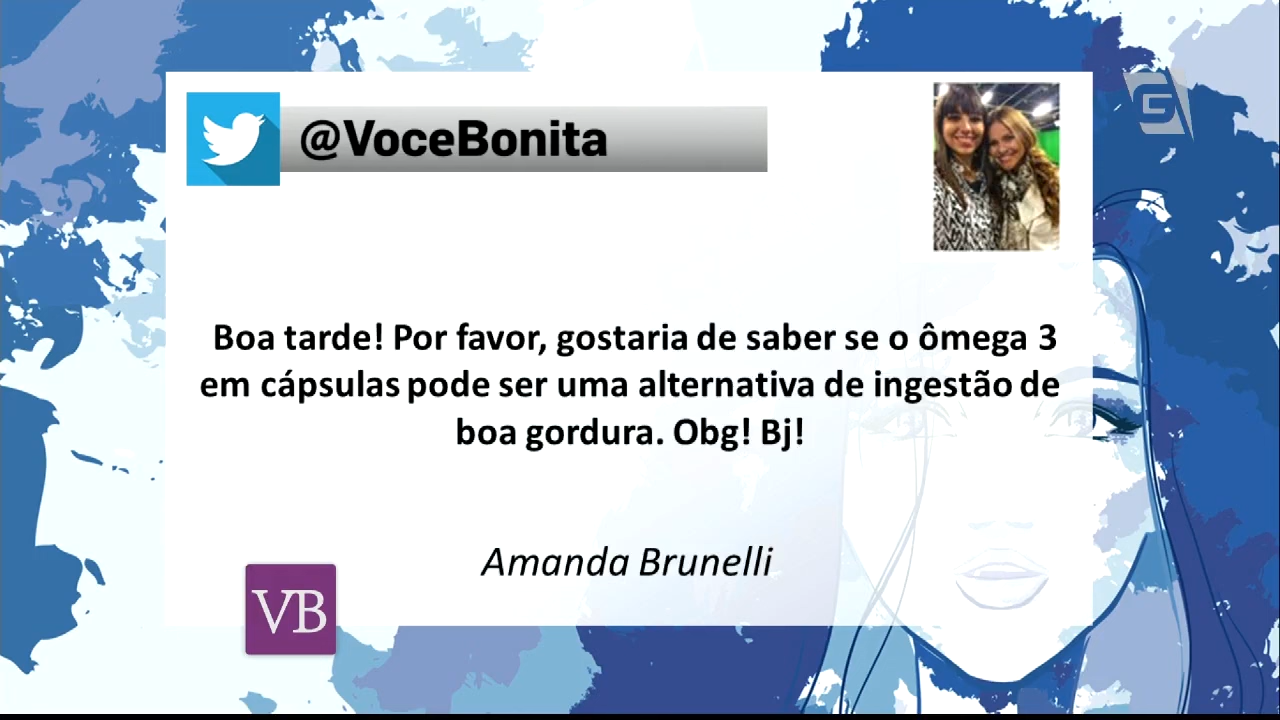 @VoceBonita
Boa tarde! Por favor, gostaria de saber se o ômega 3
em cápsulas pode ser uma alternativa de ingestão de
boa gordura. Obg! Bj!
Amanda Brunelli
VB